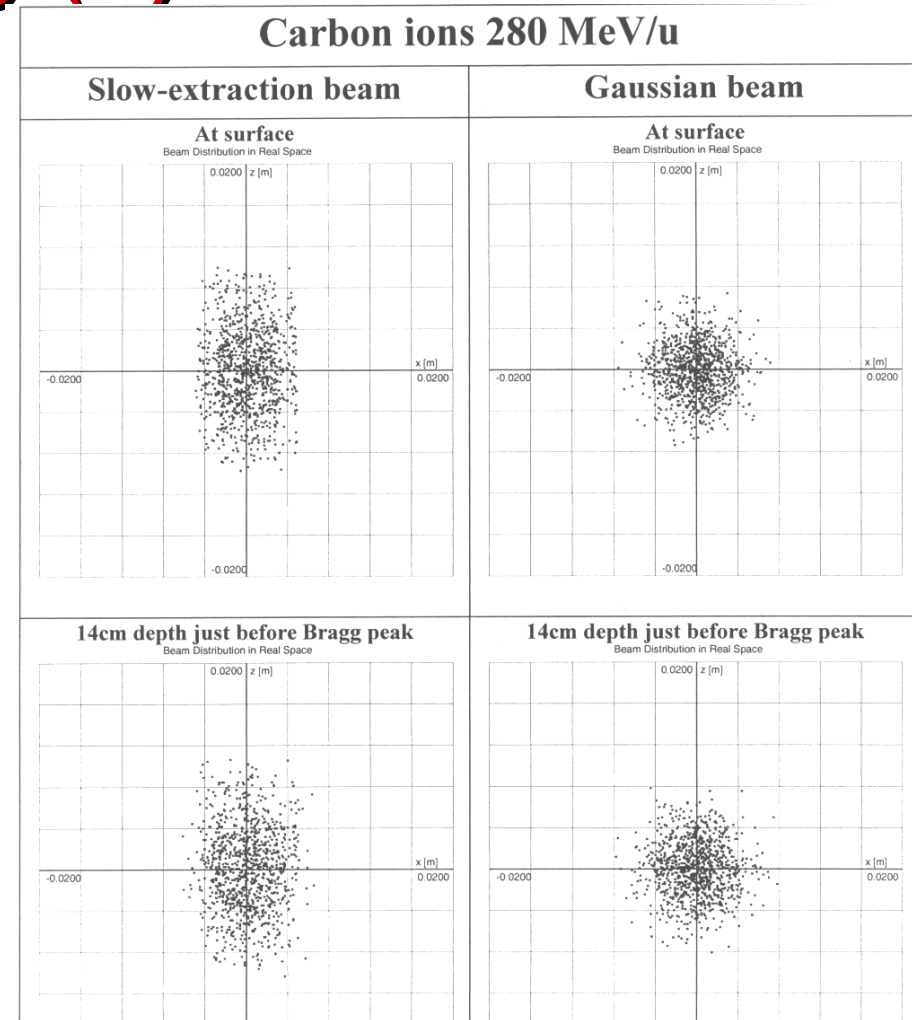 Carbon ions 280 MeV/u
Slow-extraction beam
Gaussian beam
At surface
Beam Distribution in Real Space
0.0200 z [m]
x [m]
-0.0200
0.0200
-0.0200
At surface
Beam Distribution in Real Space
0.0200 z [m]
x [m]
-0.0200
0.0200
-0.0200
14cm depth just before Bragg peak
Beam Distribution in Real Space
0.0200 z [m]
x [m]
-0.0200
0.0200
14cm depth just before Bragg peak
Beam Distribution in Real Space
0.0200 z [m]
x [m]
-0.0200
0.0200